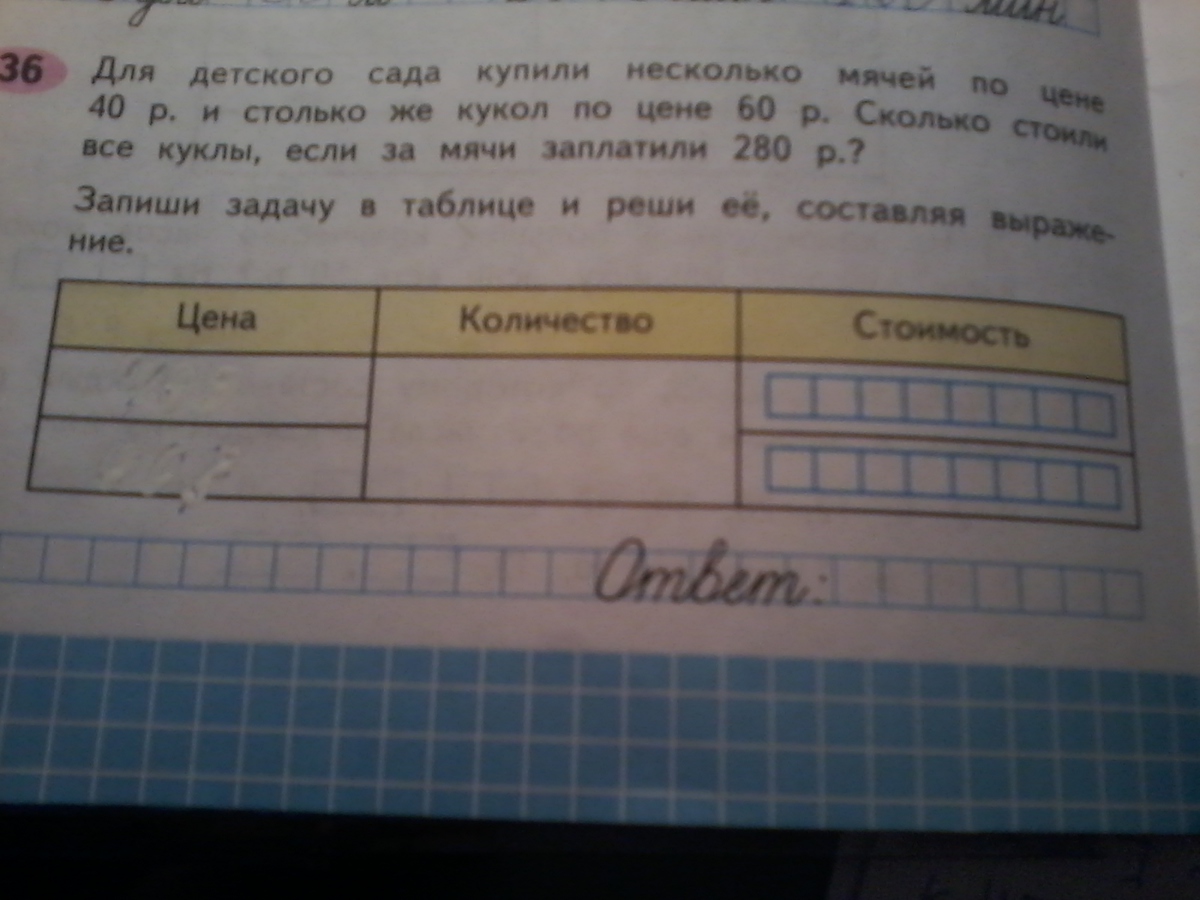 мин
36 Для детского сада купили несколько мячей по цене
40 р. и столько же кукол по цене 60 р. Сколько стоили
все куклы, если за мячи заплатили 280 р.?
Запиши задачу в таблице и реши её, составляя выраже-
ние.
Цена Количество Стоимость
Ответ: